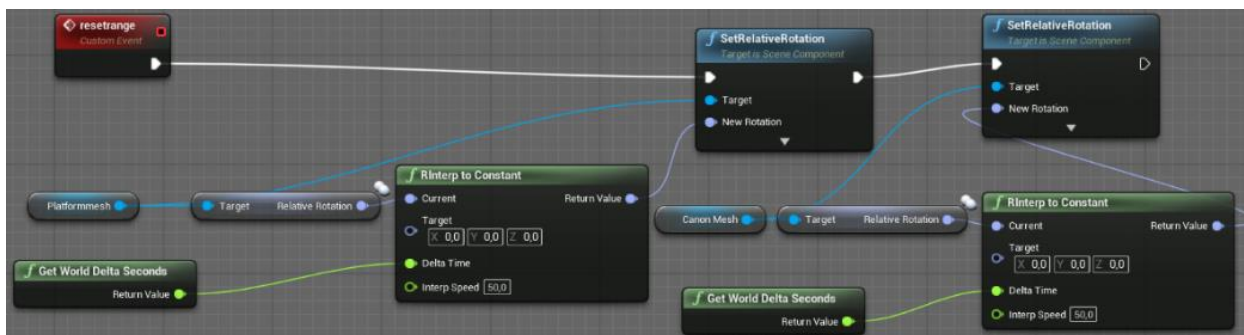 resetrange
Custom Event
SetRelativeRotation
Target is Scene Component
Target
New Rotation
SetRelativeRotation
Target is Scene Component
Target
New Rotation
Platformmesh
Target Relative Rotation
RInterp to Constant
Current Return Value
Target
X 0,0 Y 0,0 Z 0,0
Delta Time
Interp Speed 50,0
Get World Delta Seconds
Return Value
Canon Mesh
Target Relative Rotation
RInterp to Constant
Current Return Value
Target
X 0,0 Y 0,0 Z 0,0
Delta Time
Interp Speed 50,0
Get World Delta Seconds
Return Value